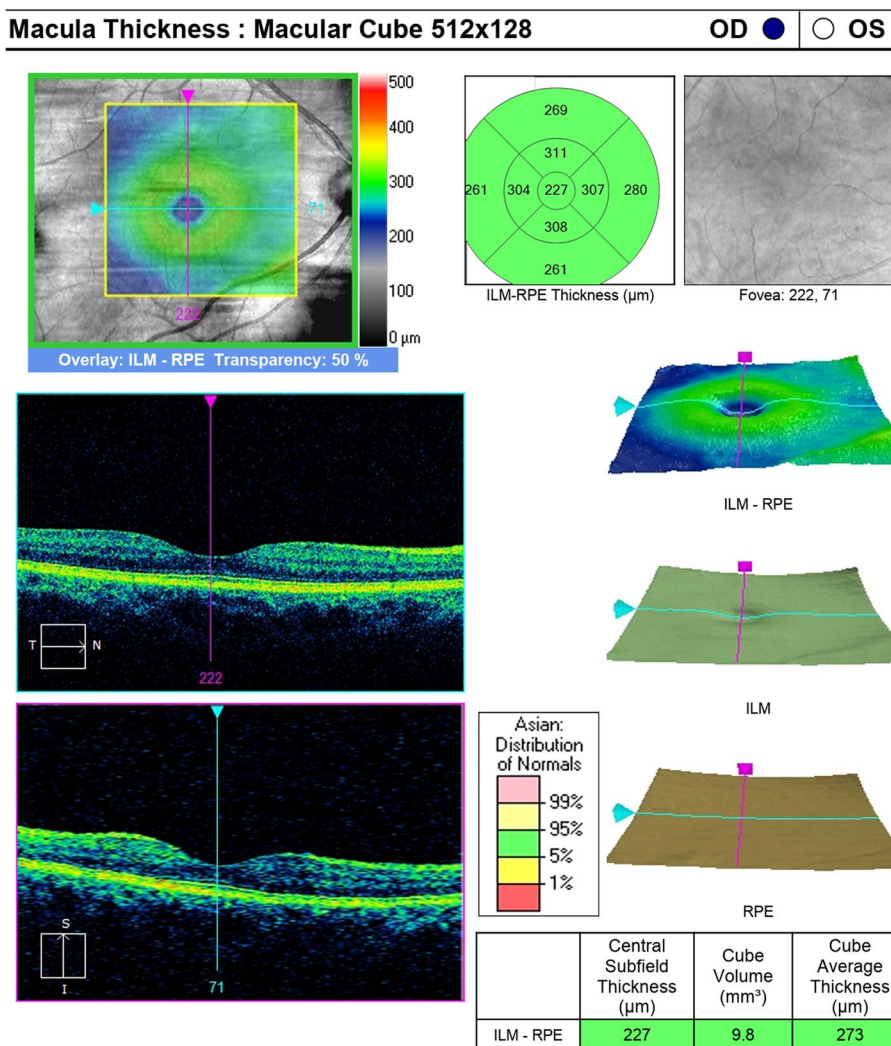 Macula Thickness : Macular Cube 512x128
OD OS
500
400
300
200
100
0 µm
71
222
Overlay: ILM - RPE Transparency: 50 %
269
311
261 304 227 307 280
308
261
ILM-RPE Thickness (µm)
Fovea: 222, 71
ILM - RPE
T N
222
ILM
Asian:
Distribution
of Normals
99%
95%
5%
1%
S
I
71
RPE
Central
Subfield
Thickness
(µm)
Cube
Volume
(mm³)
Cube
Average
Thickness
(µm)
ILM - RPE 227 9.8 273